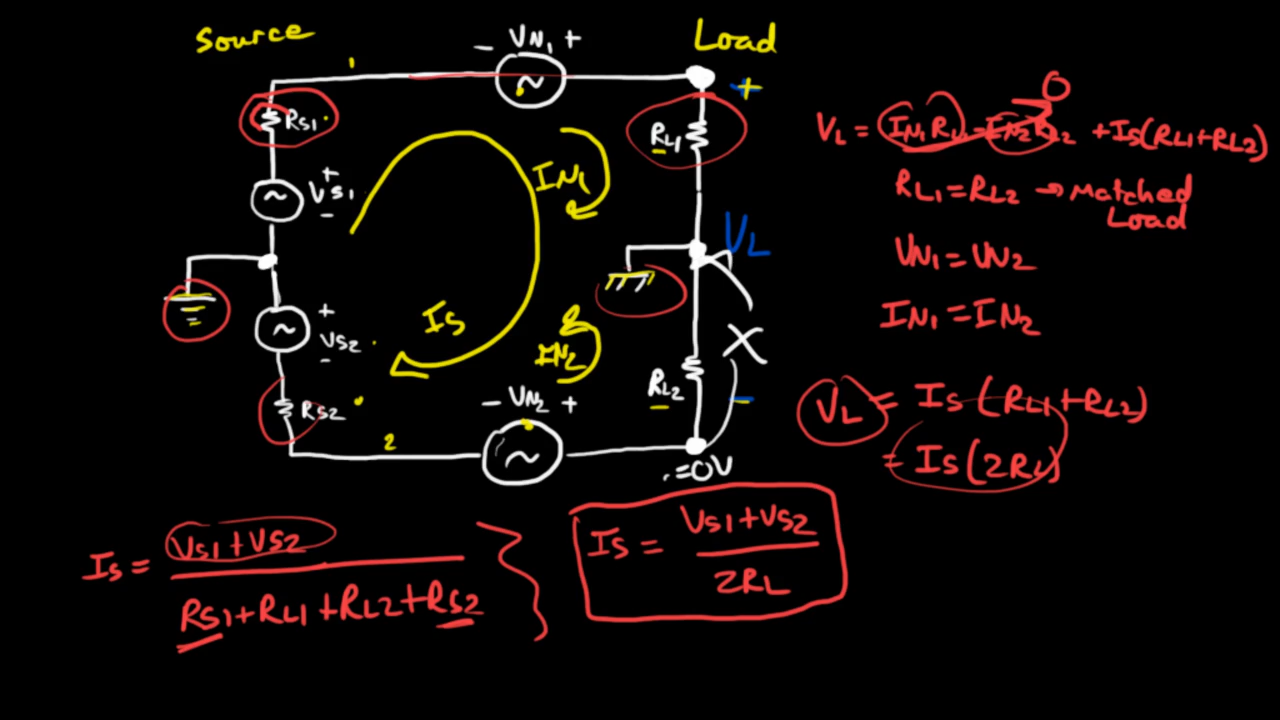 Source
Load
1
- VN1 +
+
RS1
RL1
IN1
+
VS1
-
VL
IS
+
VS2
-
IN2
RL2
-
RS2
- VN2 +
2
.=0V
0
VL = IN1RL1-IN2RL2 +IS(RL1+RL2)
RL1=RL2 → Matched
Load
VN1=VN2
IN1=IN2
VL = IS(RL1+RL2)
= IS(2RL)
IS = VS1+VS2
RS1+RL1+RL2+RS2
IS = VS1+VS2
2RL